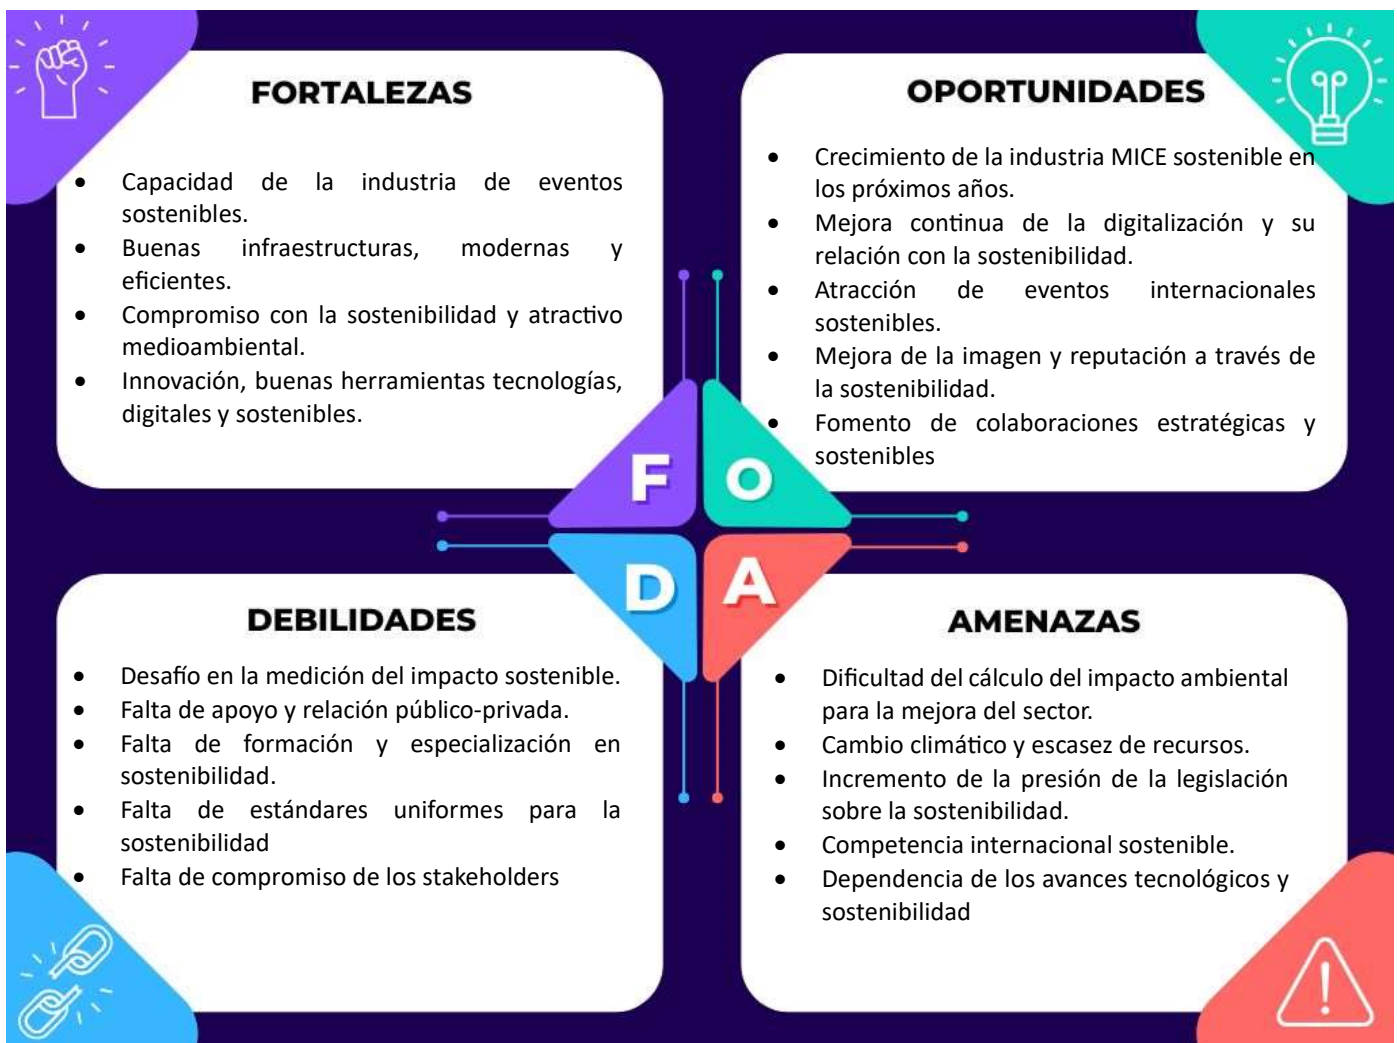 FORTALEZAS
• Capacidad de la industria de eventos
sostenibles.
• Buenas infraestructuras, modernas y
eficientes.
• Compromiso con la sostenibilidad y atractivo
medioambiental.
• Innovación, buenas herramientas tecnologías,
digitales y sostenibles.
OPORTUNIDADES
• Crecimiento de la industria MICE sostenible en
los próximos años.
• Mejora continua de la digitalización y su
relación con la sostenibilidad.
• Atracción de eventos internacionales
sostenibles.
• Mejora de la imagen y reputación a través de
la sostenibilidad.
• Fomento de colaboraciones estratégicas y
sostenibles
F
O
D
A
DEBILIDADES
• Desafío en la medición del impacto sostenible.
• Falta de apoyo y relación público-privada.
• Falta de formación y especialización en
sostenibilidad.
• Falta de estándares uniformes para la
sostenibilidad
• Falta de compromiso de los stakeholders
AMENAZAS
• Dificultad del cálculo del impacto ambiental
para la mejora del sector.
• Cambio climático y escasez de recursos.
• Incremento de la presión de la legislación
sobre la sostenibilidad.
• Competencia internacional sostenible.
• Dependencia de los avances tecnológicos y
sostenibilidad